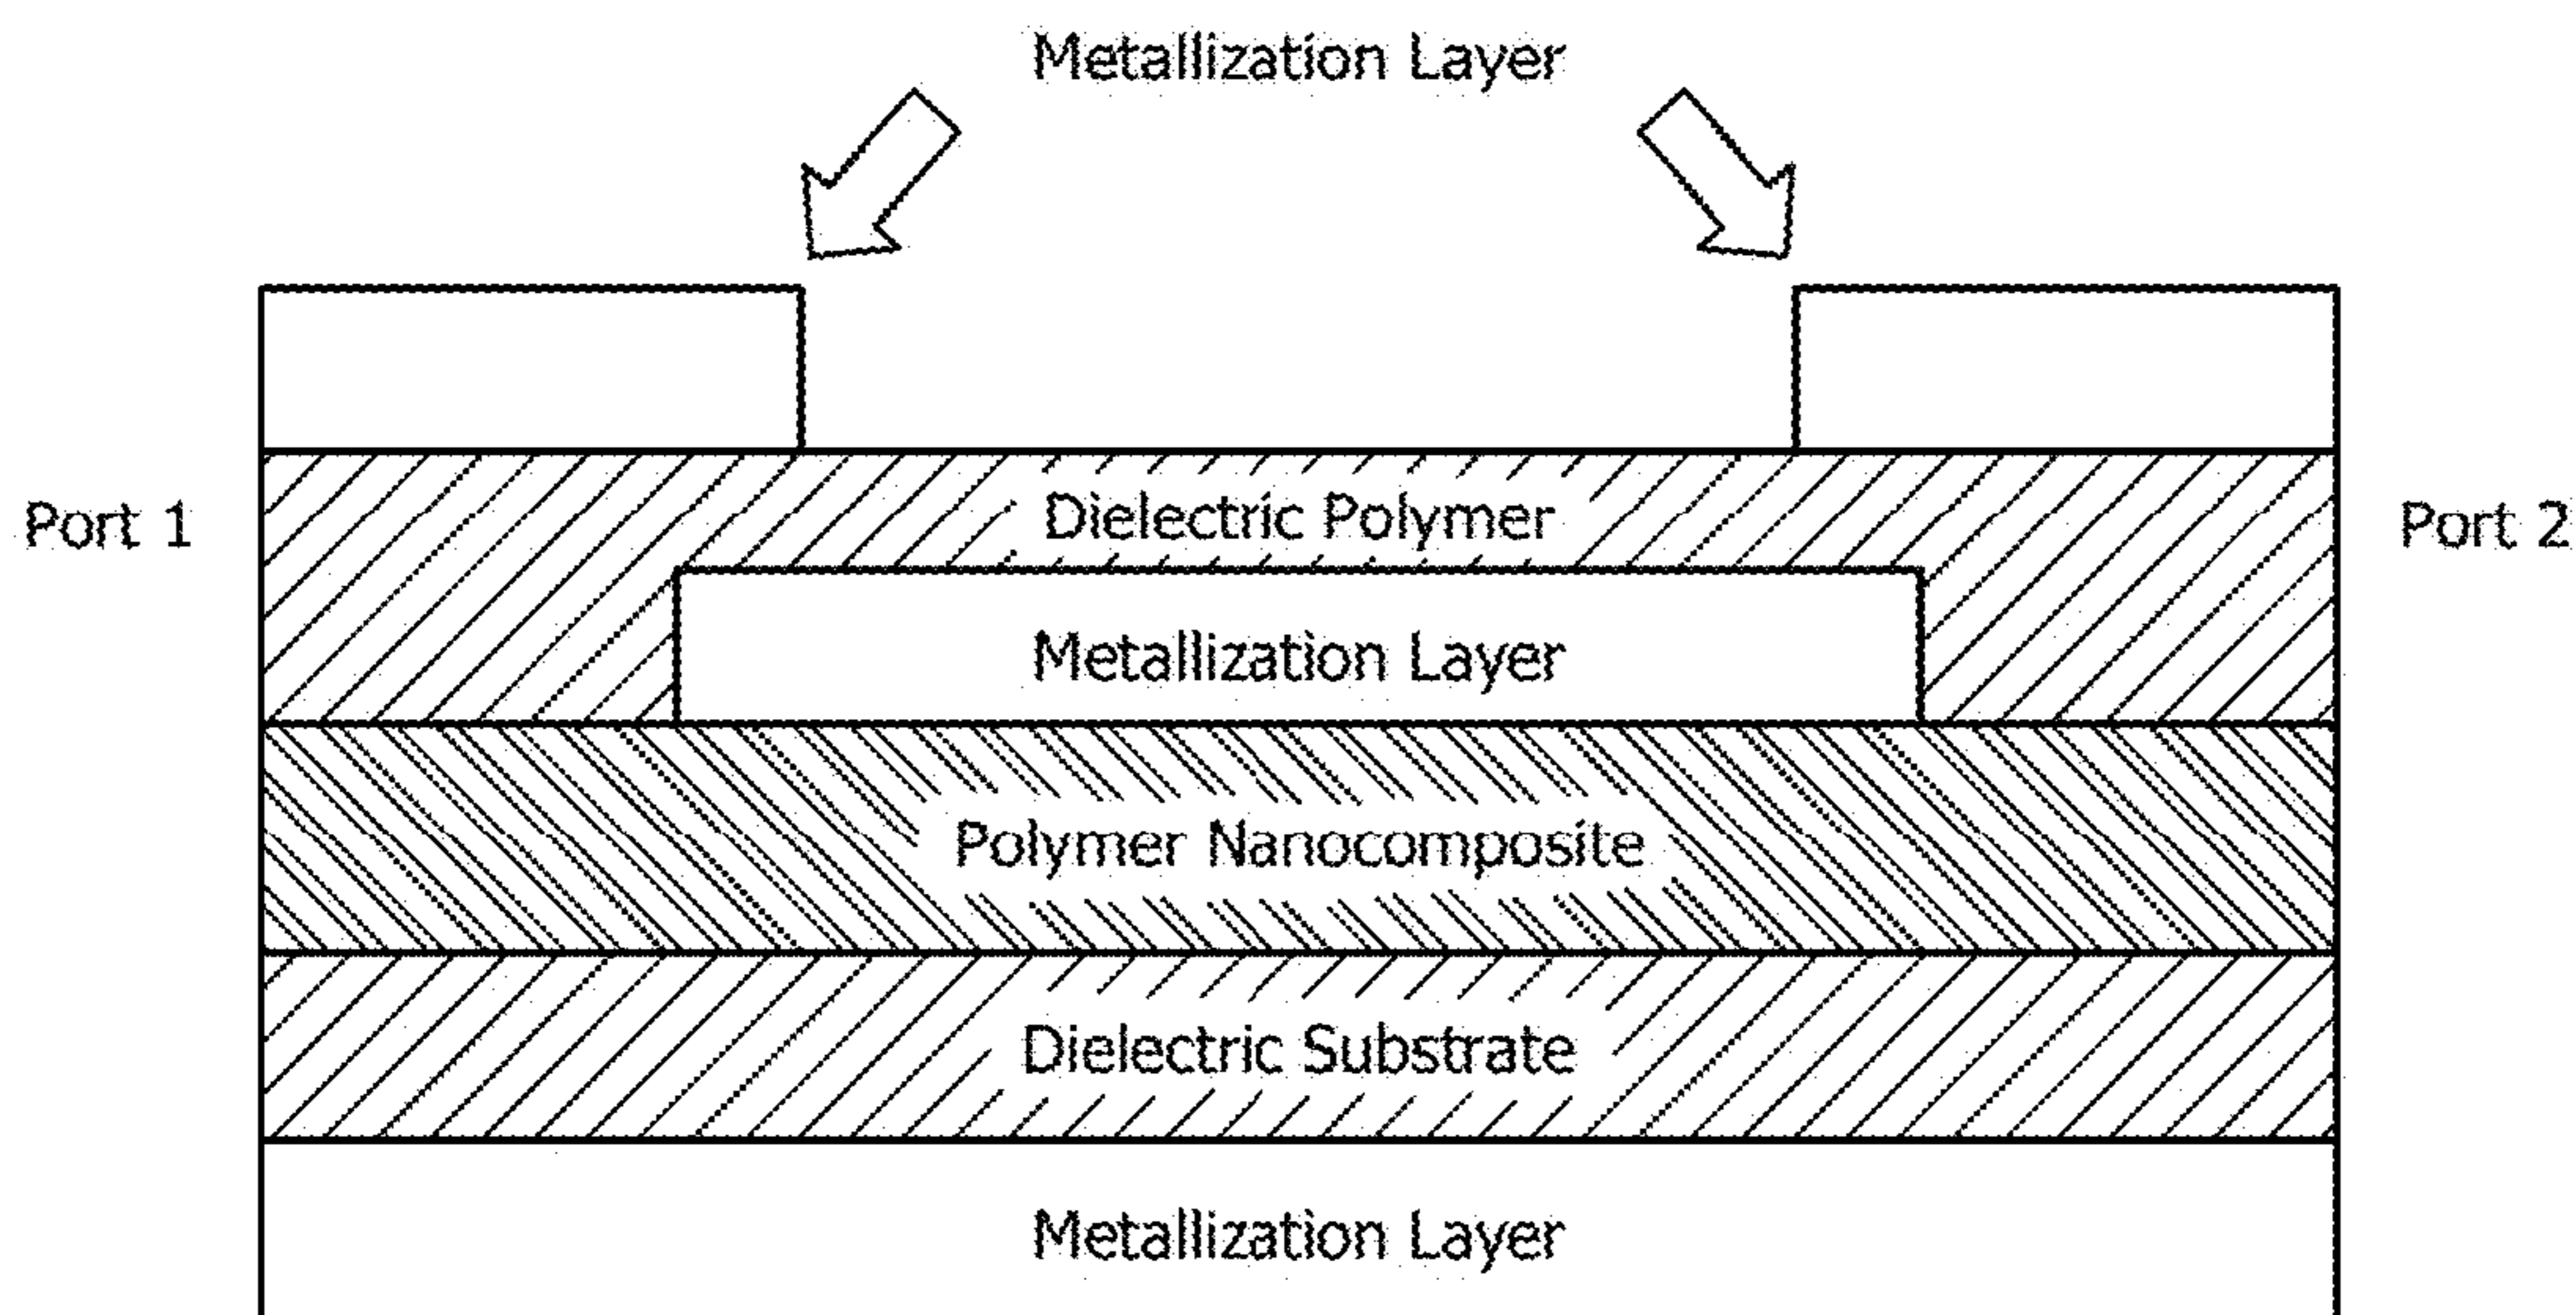 Metallization Layer
Port 1
Dielectric Polymer
Port 2
Metallization Layer
Polymer Nanocomposite
Dielectric Substrate
Metallization Layer